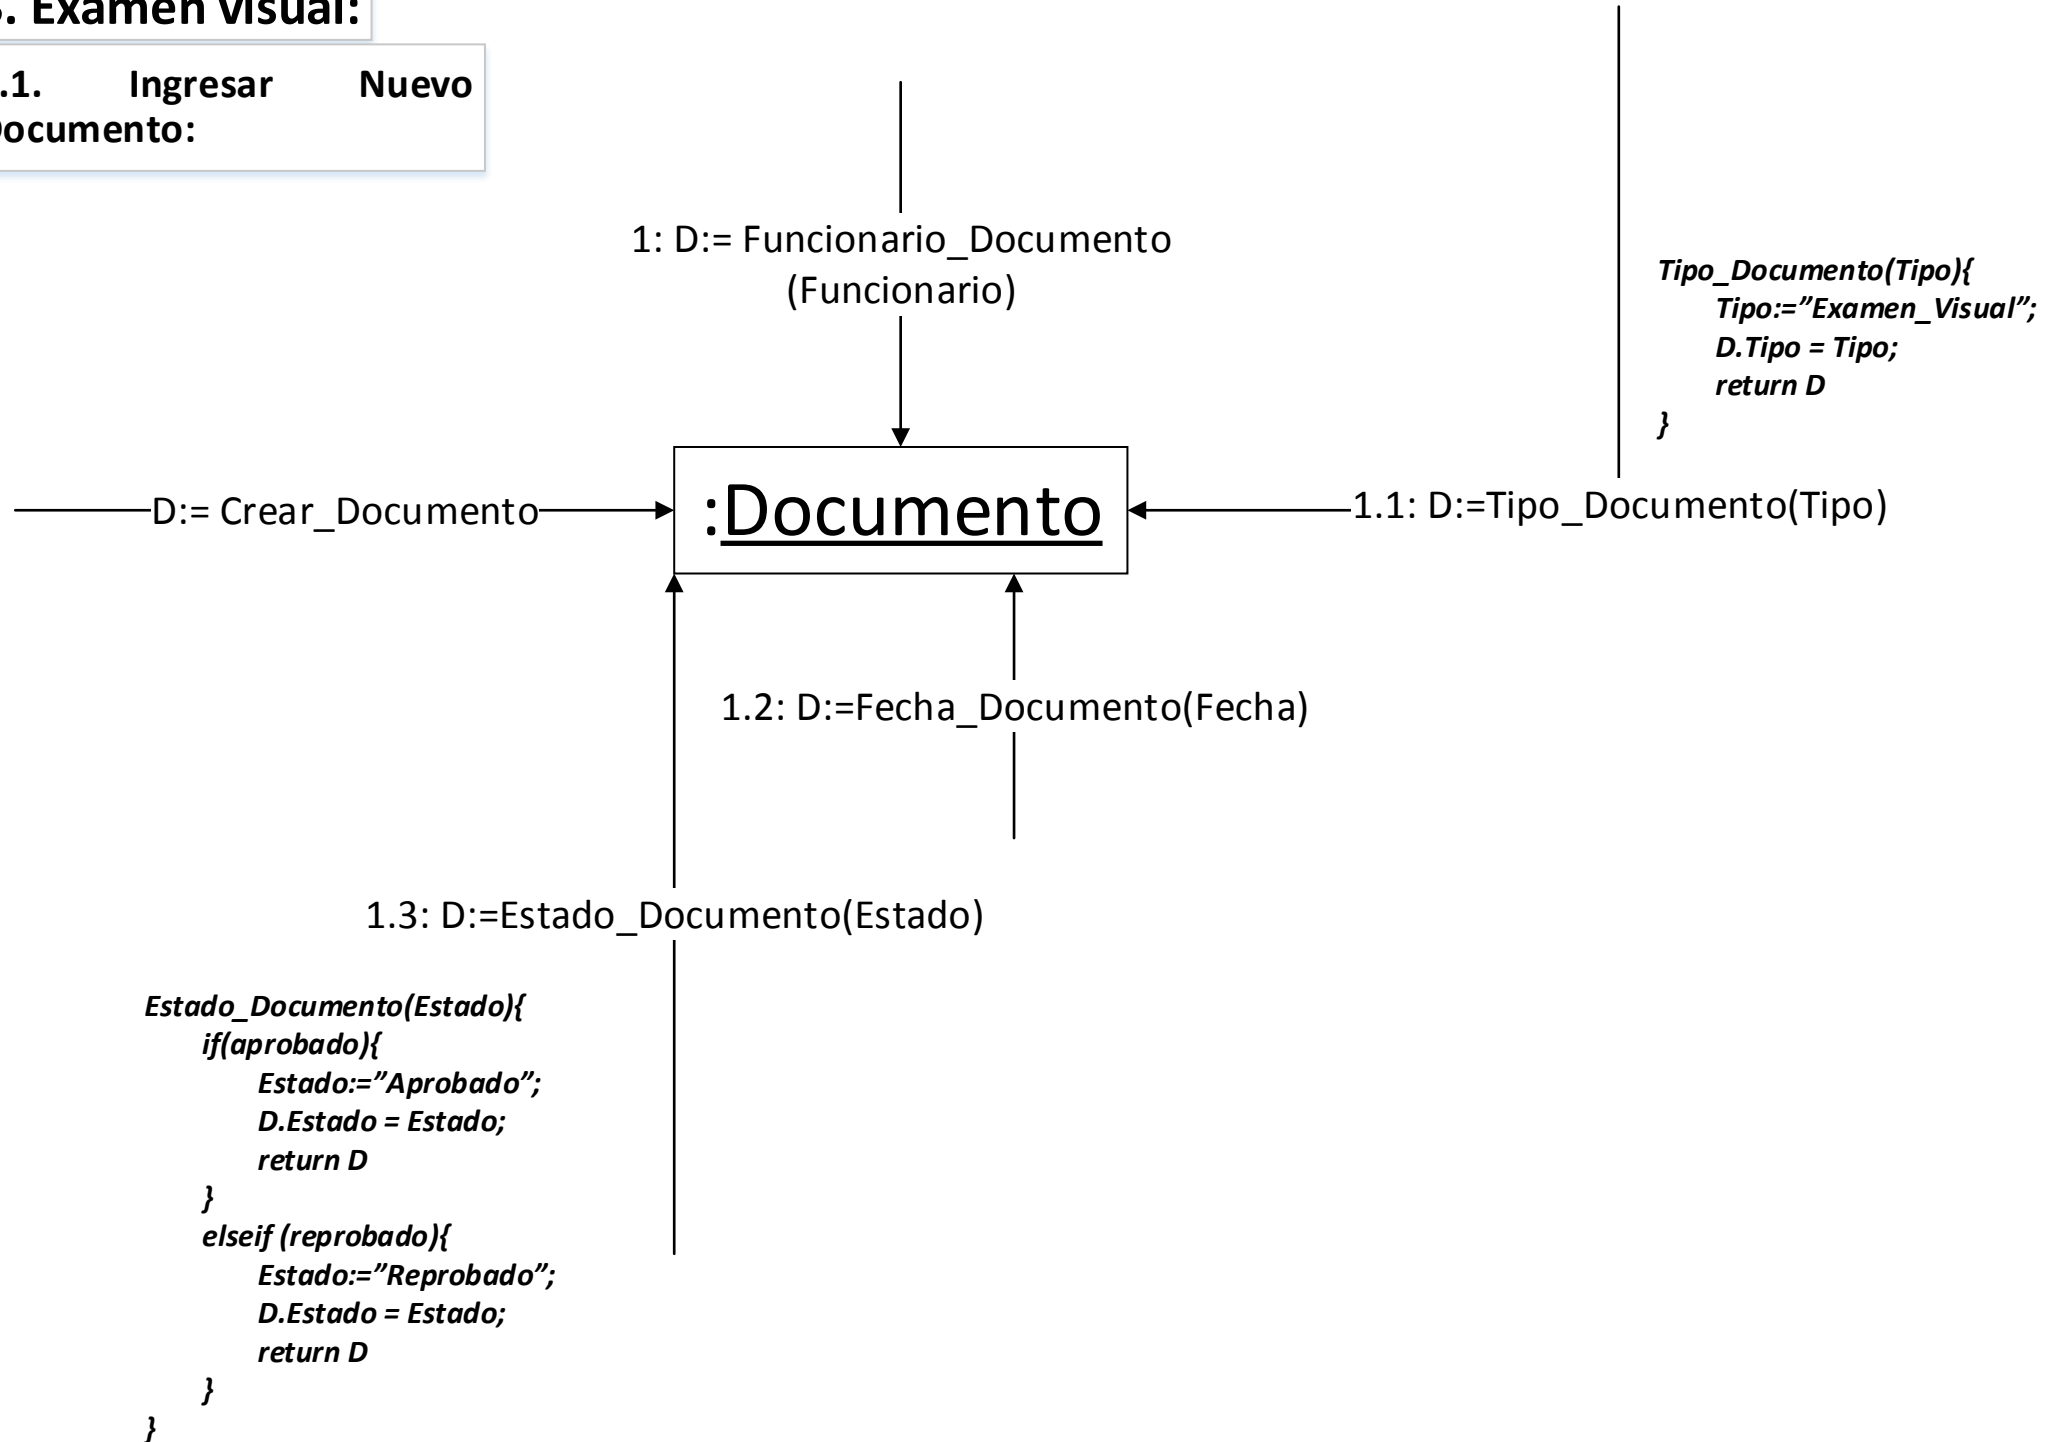 . Examen visual:
.1. Ingresar Nuevo
Documento:
1: D:= Funcionario_Documento
(Funcionario)
Tipo_Documento(Tipo){
Tipo:=”Examen_Visual”;
D.Tipo = Tipo;
return D
}
D:= Crear_Documento
:Documento
1.1: D:=Tipo_Documento(Tipo)
1.2: D:=Fecha_Documento(Fecha)
1.3: D:=Estado_Documento(Estado)
Estado_Documento(Estado){
if(aprobado){
Estado:=”Aprobado”;
D.Estado = Estado;
return D
}
elseif (reprobado){
Estado:=”Reprobado”;
D.Estado = Estado;
return D
}
}